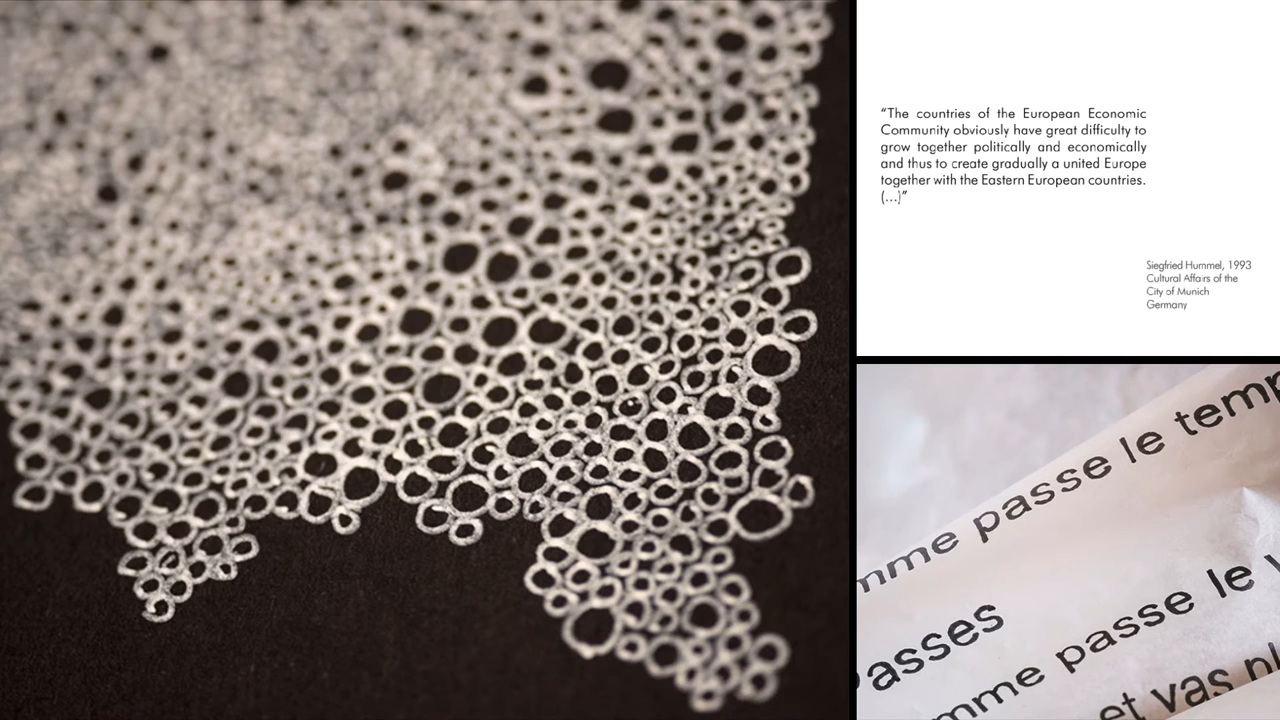 “The countries of the European Economic
Community obviously have great difficulty to
grow together politically and economically
and thus to create gradually a united Europe
together with the Eastern European countries.
(...)”
Siegfried Hummel, 1993
Cultural Affairs of the
City of Munich
Germany
mme passe le temp
passes
mme passe le v
et vas pl